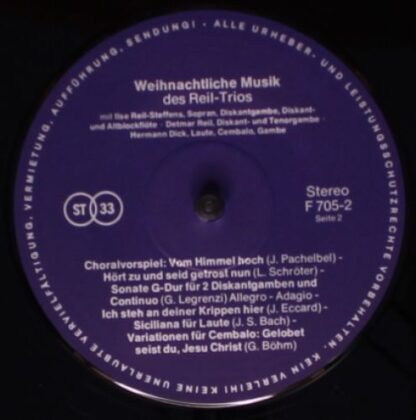 ALLE URHEBER- UND LEISTUNGSSCHUTZRECHTE VORBEHALTEN. KEIN VERLEIH! KEINE UNERLAUBTE VERVIELFÄLTIGUNG, VERMIETUNG, AUFFÜHRUNG, SENDUNG! -
Weihnachtliche Musik
des Reil-Trios
mit Ilse Reil-Steffens, Sopran, Diskantgambe, Diskant-
und Altblockflöte · Detmar Reil, Diskant- und Tenorgambe ·
Hermann Dick, Laute, Cembalo, Gambe
ST 33
Stereo
F 705-2
Seite 2
Choralvorspiel: Vom Himmel hoch (J. Pachelbel) -
Hört zu und seid getrost nun (L. Schröter) -
Sonate G-Dur für 2 Diskantgamben und
Continuo (G. Legrenzi) Allegro - Adagio -
Ich steh an deiner Krippen hier (J. Eccard) -
Siciliana für Laute (J. S. Bach) -
Variationen für Cembalo: Gelobet
seist du, Jesu Christ (G. Böhm)